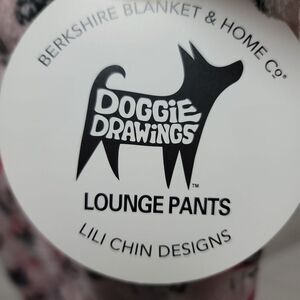 BERKSHIRE BLANKET & HOME Co®
DOGGiE
DRAWiNGS
™
LOUNGE PANTS
LILI CHIN DESIGNS